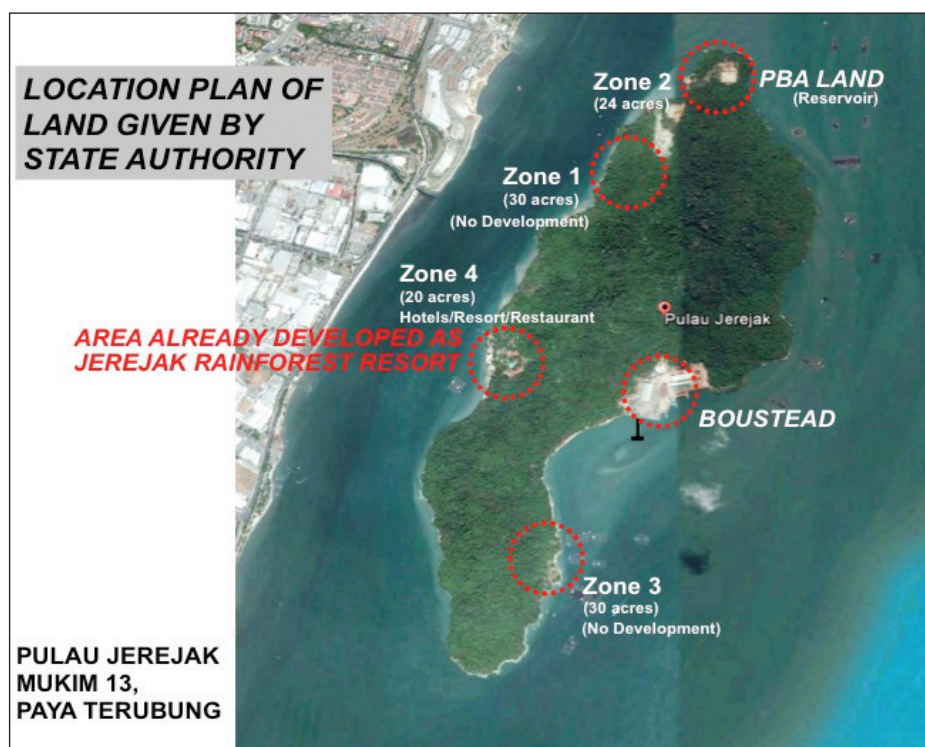 LOCATION PLAN OF
LAND GIVEN BY
STATE AUTHORITY
Zone 2
(24 acres)
PBA LAND
(Reservoir)
Zone 1
(30 acres)
(No Development)
Zone 4
(20 acres)
Hotels/Resort/Restaurant
AREA ALREADY DEVELOPED AS
JEREJAK RAINFOREST RESORT
Pulau Jerejak
BOUSTEAD
Zone 3
(30 acres)
(No Development)
PULAU JEREJAK
MUKIM 13,
PAYA TERUBUNG